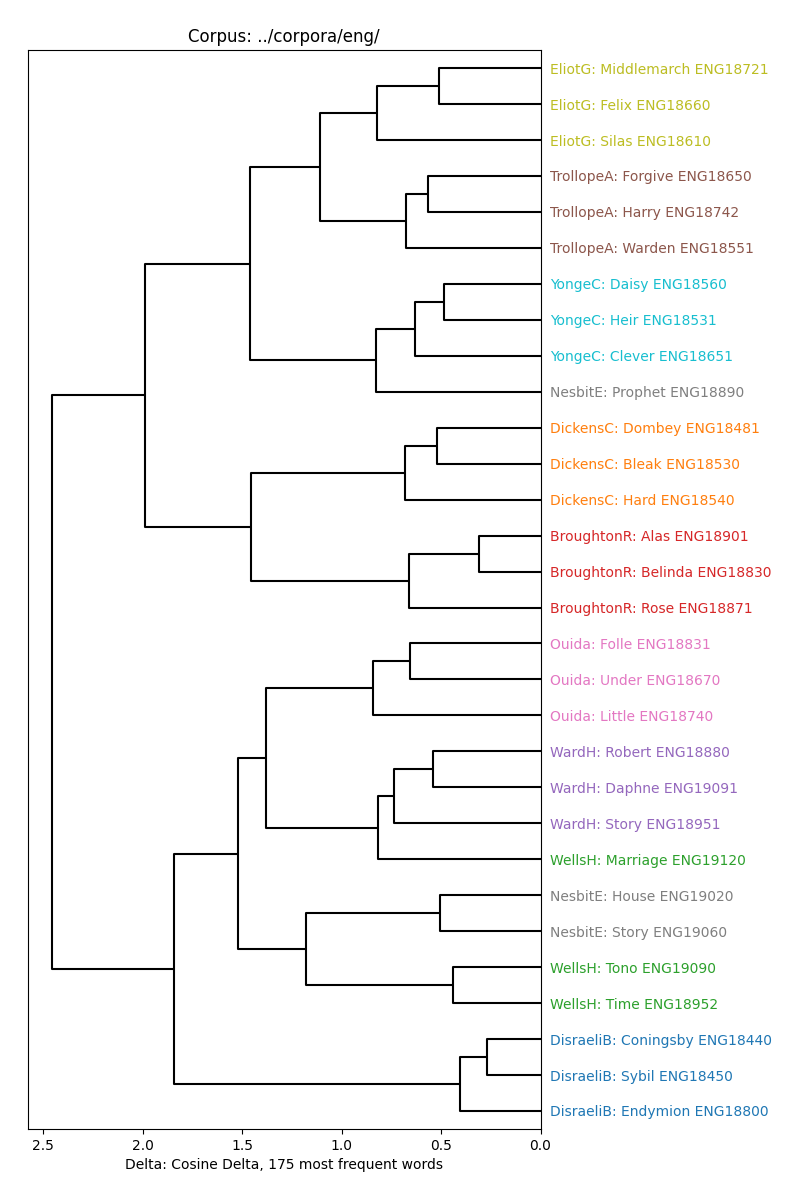 Corpus: ../corpora/eng/
EliotG: Middlemarch ENG18721
EliotG: Felix ENG18660
EliotG: Silas ENG18610
TrollopeA: Forgive ENG18650
TrollopeA: Harry ENG18742
TrollopeA: Warden ENG18551
YongeC: Daisy ENG18560
YongeC: Heir ENG18531
YongeC: Clever ENG18651
NesbitE: Prophet ENG18890
DickensC: Dombey ENG18481
DickensC: Bleak ENG18530
DickensC: Hard ENG18540
BroughtonR: Alas ENG18901
BroughtonR: Belinda ENG18830
BroughtonR: Rose ENG18871
Ouida: Folle ENG18831
Ouida: Under ENG18670
Ouida: Little ENG18740
WardH: Robert ENG18880
WardH: Daphne ENG19091
WardH: Story ENG18951
WellsH: Marriage ENG19120
NesbitE: House ENG19020
NesbitE: Story ENG19060
WellsH: Tono ENG19090
WellsH: Time ENG18952
DisraeliB: Coningsby ENG18440
DisraeliB: Sybil ENG18450
DisraeliB: Endymion ENG18800
2.5 2.0 1.5 1.0 0.5 0.0
Delta: Cosine Delta, 175 most frequent words